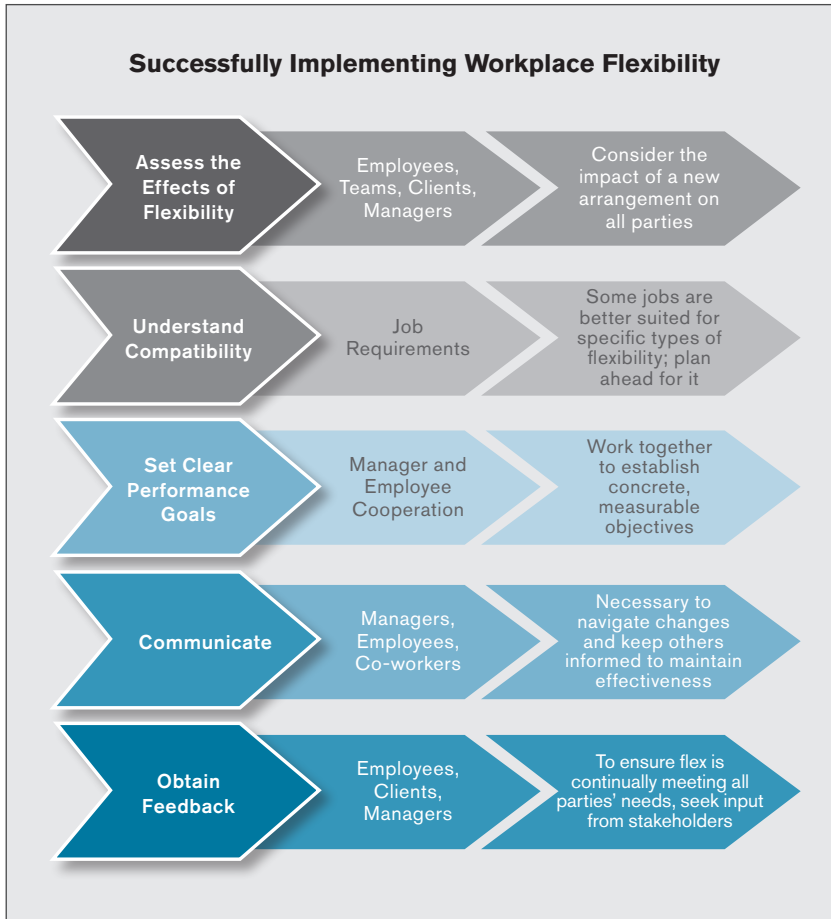 Successfully Implementing Workplace Flexibility
Assess the
Effects of
Flexibility
Employees,
Teams, Clients,
Managers
Consider the
impact of a new
arrangement on
all parties
Understand
Compatibility
Job
Requirements
Some jobs are
better suited for
specific types of
flexibility; plan
ahead for it
Set Clear
Performance
Goals
Manager and
Employee
Cooperation
Work together
to establish
concrete,
measurable
objectives
Communicate
Managers,
Employees,
Co-workers
Necessary to
navigate changes
and keep others
informed to maintain
effectiveness
Obtain
Feedback
Employees,
Clients,
Managers
To ensure flex is
continually meeting all
parties' needs, seek input
from stakeholders